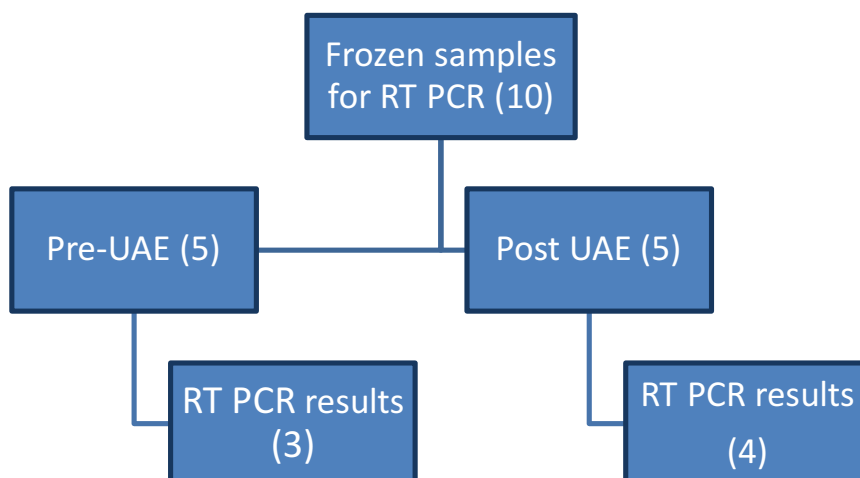 Frozen samples
for RT PCR (10)
Pre-UAE (5)
Post UAE (5)
RT PCR results
(3)
RT PCR results
(4)